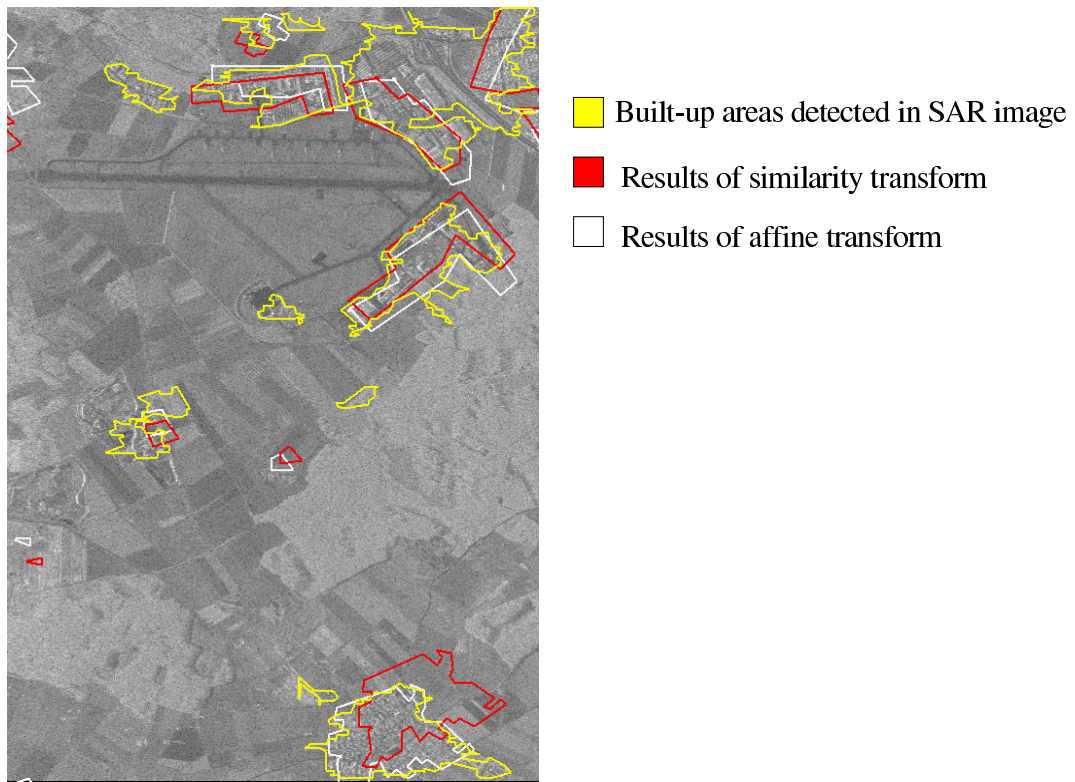 Built-up areas detected in SAR image
Results of similarity transform
Results of affine transform